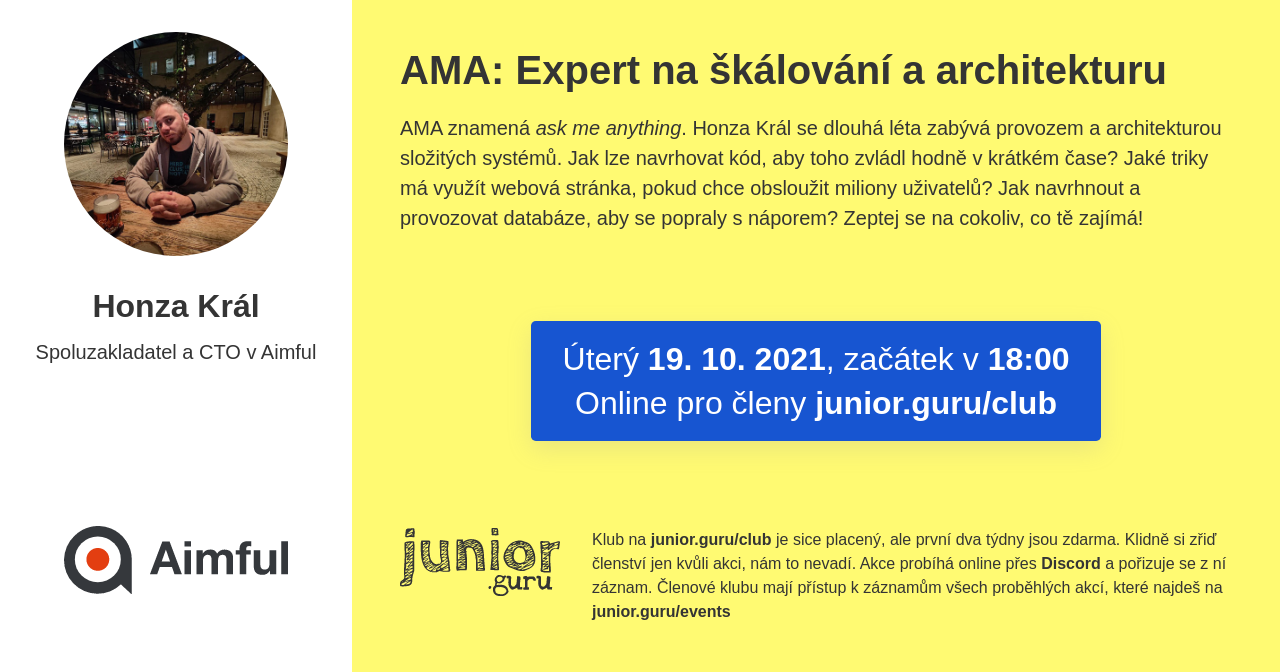 AMA: Expert na škálování a architekturu
AMA znamená ask me anything. Honza Král se dlouhá léta zabývá provozem a architekturou
složitých systémů. Jak lze navrhovat kód, aby toho zvládl hodně v krátkém čase? Jaké triky
má využít webová stránka, pokud chce obsloužit miliony uživatelů? Jak navrhnout a
provozovat databáze, aby se popraly s náporem? Zeptej se na cokoliv, co tě zajímá!
Honza Král
Spoluzakladatel a CTO v Aimful
Úterý 19. 10. 2021, začátek v 18:00
Online pro členy junior.guru/club
Aimful
junior
.guru
Klub na junior.guru/club je sice placený, ale první dva týdny jsou zdarma. Klidně si zřiď
členství jen kvůli akci, nám to nevadí. Akce probíhá online přes Discord a pořizuje se z ní
záznam. Členové klubu mají přístup k záznamům všech proběhlých akcí, které najdeš na
junior.guru/events